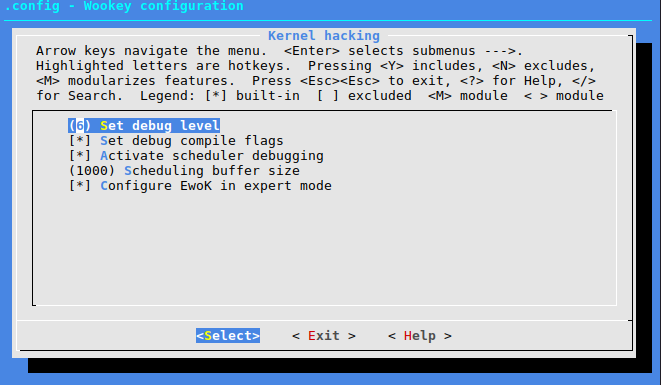 .config - Wookey configuration
Kernel hacking
Arrow keys navigate the menu.  <Enter> selects submenus --->.
Highlighted letters are hotkeys.  Pressing <Y> includes, <N> excludes,
<M> modularizes features.  Press <Esc><Esc> to exit, <?> for Help, </>
for Search.  Legend: [*] built-in  [ ] excluded  <M> module  < > module
(6) Set debug level
[*] Set debug compile flags
[*] Activate scheduler debugging
(1000) Scheduling buffer size
[*] Configure EwoK in expert mode
<Select>    < Exit >    < Help >